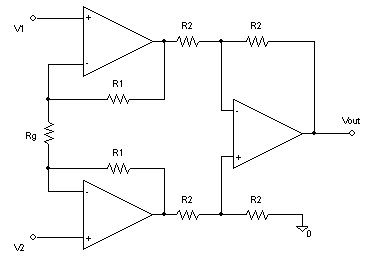 R2 R2
V1
+
-
R1
-
Rg
Vout
R1
+
-
R2 R2
0
+
V2